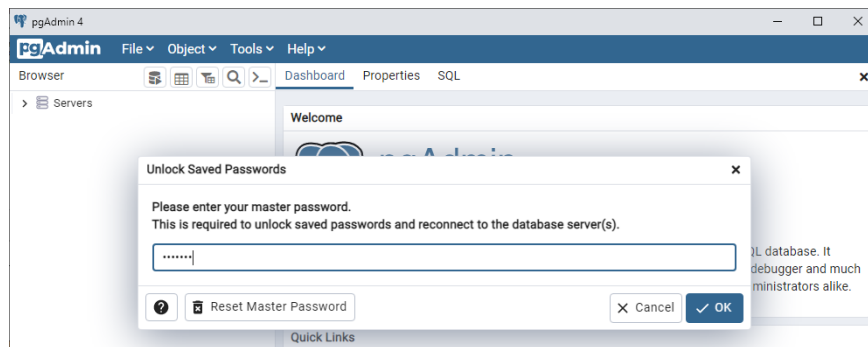 pgAdmin 4
pgAdmin File Object Tools Help
Browser Dashboard Properties SQL
Servers
Welcome
Unlock Saved Passwords
Please enter your master password.
This is required to unlock saved passwords and reconnect to the database server(s).
•••••••
QL database. It
debugger and much
ministrators alike.
Reset Master Password Cancel OK
Quick Links